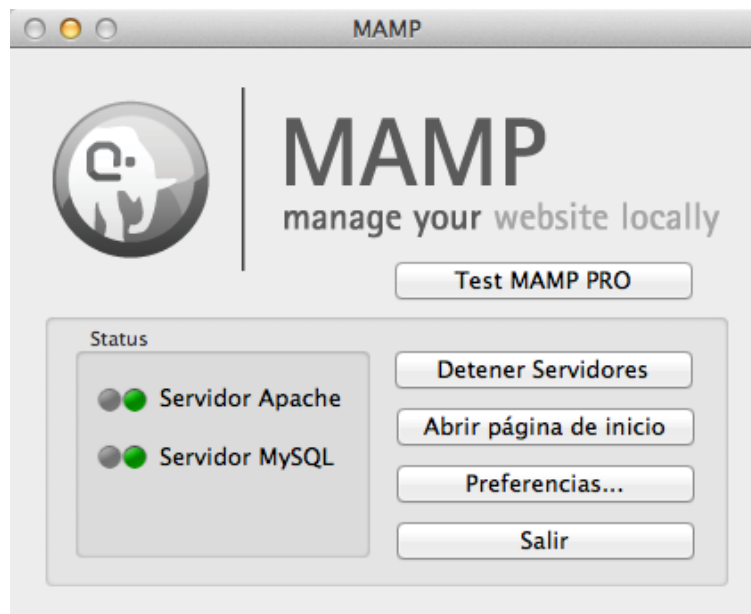 MAMP
MAMP
manage your website locally
Test MAMP PRO
Status
Servidor Apache
Servidor MySQL
Detener Servidores
Abrir página de inicio
Preferencias...
Salir